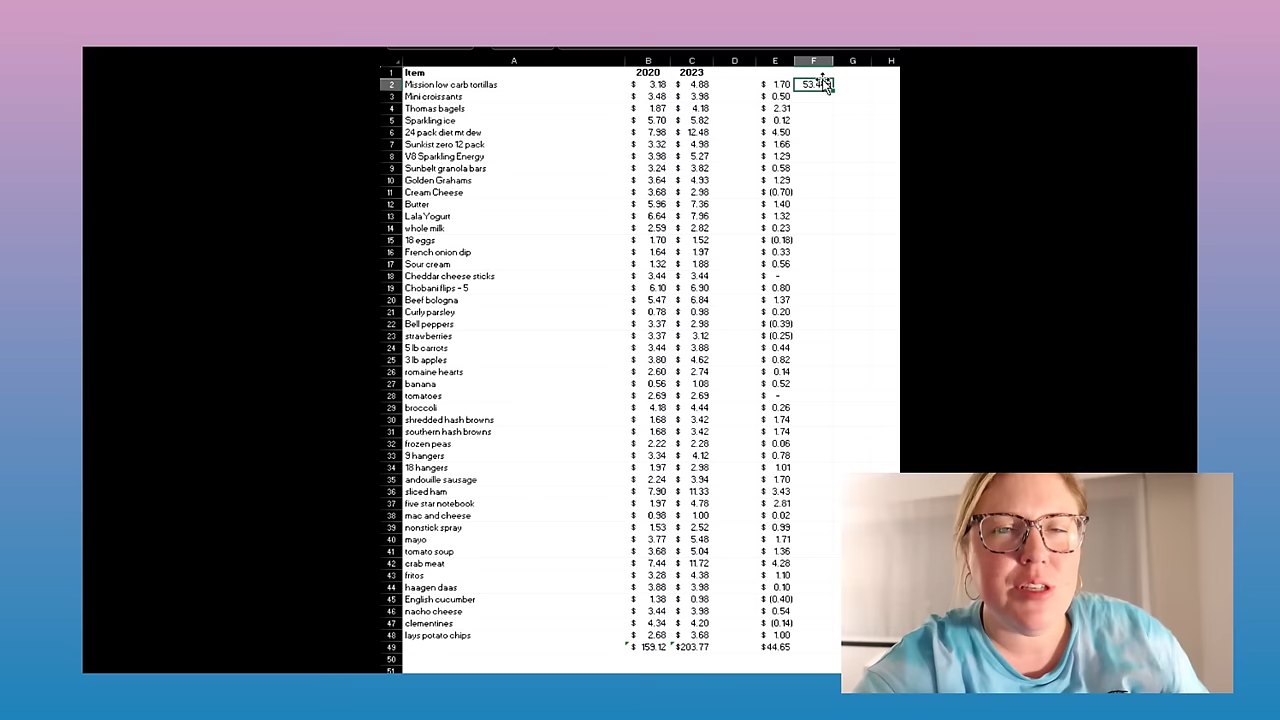 A B C D E F G H
1 Item 2020 2023
2 Mission low carb tortillas $ 3.18 $ 4.88 $ 1.70
3 Mini croissants $ 3.48 $ 3.98 $ 0.50
4 Thomas bagels $ 1.87 $ 4.18 $ 2.31
5 Sparkling ice $ 5.70 $ 5.82 $ 0.12
6 24 pack diet mt dew $ 7.98 $ 12.48 $ 4.50
7 Sunkist zero 12 pack $ 3.32 $ 4.98 $ 1.66
8 V8 Sparkling Energy $ 3.98 $ 5.27 $ 1.29
9 Sunbelt granola bars $ 3.24 $ 3.82 $ 0.58
10 Golden Grahams $ 3.64 $ 4.93 $ 1.29
11 Cream Cheese $ 3.68 $ 2.98 $ (0.70)
12 Butter $ 5.96 $ 7.36 $ 1.40
13 Lala Yogurt $ 6.64 $ 7.96 $ 1.32
14 whole milk $ 2.59 $ 2.82 $ 0.23
15 18 eggs $ 1.70 $ 1.52 $ (0.18)
16 French onion dip $ 1.64 $ 1.97 $ 0.33
17 Sour cream $ 1.32 $ 1.88 $ 0.56
18 Cheddar cheese sticks $ 3.44 $ 3.44 $ -
19 Chobani flips - 5 $ 6.10 $ 6.90 $ 0.80
20 Beef bologna $ 5.47 $ 6.84 $ 1.37
21 Curly parsley $ 0.78 $ 0.98 $ 0.20
22 Bell peppers $ 3.37 $ 2.98 $ (0.39)
23 strawberries $ 3.37 $ 3.12 $ (0.25)
24 5 lb carrots $ 3.44 $ 3.88 $ 0.44
25 3 lb apples $ 3.80 $ 4.62 $ 0.82
26 romaine hearts $ 2.60 $ 2.74 $ 0.14
27 banana $ 0.56 $ 1.08 $ 0.52
28 tomatoes $ 2.69 $ 2.69 $ -
29 broccoli $ 4.18 $ 4.44 $ 0.26
30 shredded hash browns $ 1.68 $ 3.42 $ 1.74
31 southern hash browns $ 1.68 $ 3.42 $ 1.74
32 frozen peas $ 2.22 $ 2.28 $ 0.06
33 9 hangers $ 3.34 $ 4.12 $ 0.78
34 18 hangers $ 1.97 $ 2.98 $ 1.01
35 andouille sausage $ 2.24 $ 3.94 $ 1.70
36 sliced ham $ 7.90 $ 11.33 $ 3.43
37 five star notebook $ 1.97 $ 4.78 $ 2.81
38 mac and cheese $ 0.98 $ 1.00 $ 0.02
39 nonstick spray $ 1.53 $ 2.52 $ 0.99
40 mayo $ 3.77 $ 5.48 $ 1.71
41 tomato soup $ 3.68 $ 5.04 $ 1.36
42 crab meat $ 7.44 $ 11.72 $ 4.28
43 fritos $ 3.28 $ 4.38 $ 1.10
44 haagen daas $ 3.88 $ 3.98 $ 0.10
45 English cucumber $ 1.38 $ 0.98 $ (0.40)
46 nacho cheese $ 3.44 $ 3.98 $ 0.54
47 clementines $ 4.34 $ 4.20 $ (0.14)
48 lays potato chips $ 2.68 $ 3.68 $ 1.00
49 $ 159.12 $203.77 $44.65
50
51